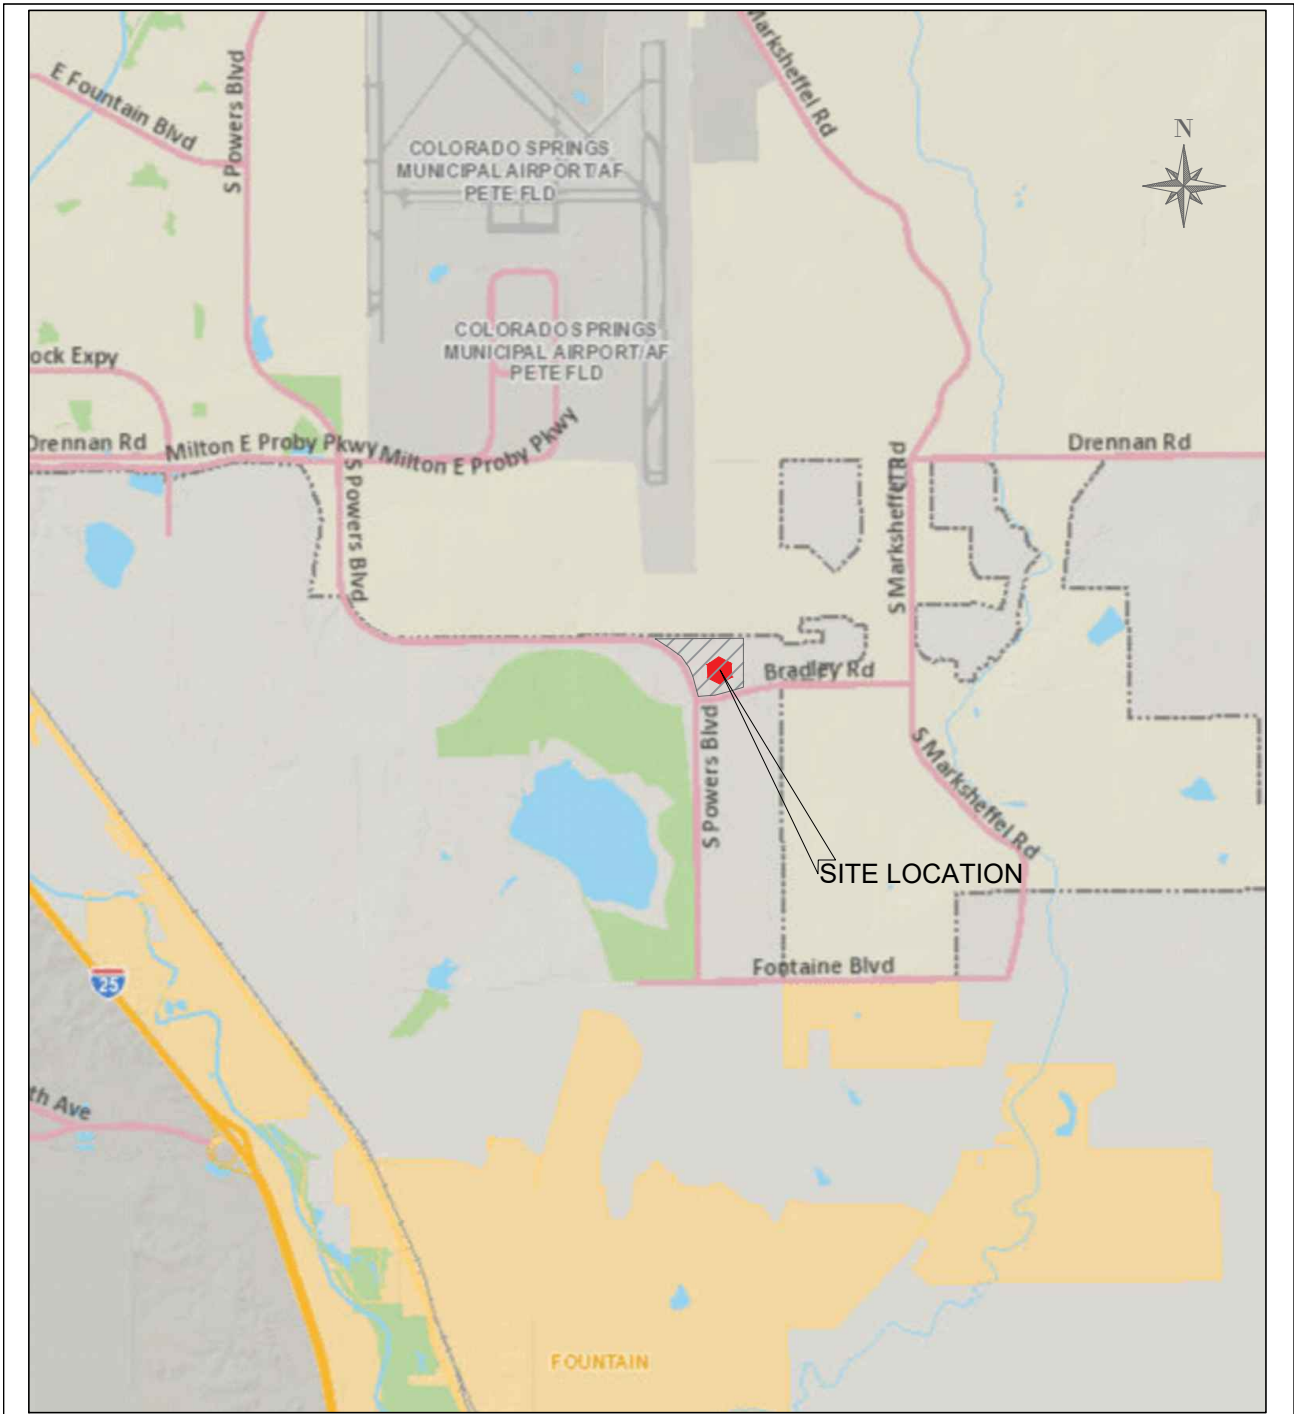 Marksheffel Rd
E Fountain Blvd
S Powers Blvd
N
COLORADO SPRINGS
MUNICIPAL AIRPORT/AF
PETE FLD
COLORADO SPRINGS
MUNICIPAL AIRPORT/AF
PETE FLD
ock Expy
Drennan Rd
Milton E Proby Pkwy
Milton E Proby Pkwy
Drennan Rd
S Marksheffel Rd
S Powers Blvd
Bradley Rd
S Powers Blvd
S Marksheffel Rd
SITE LOCATION
Fontaine Blvd
25
th Ave
FOUNTAIN